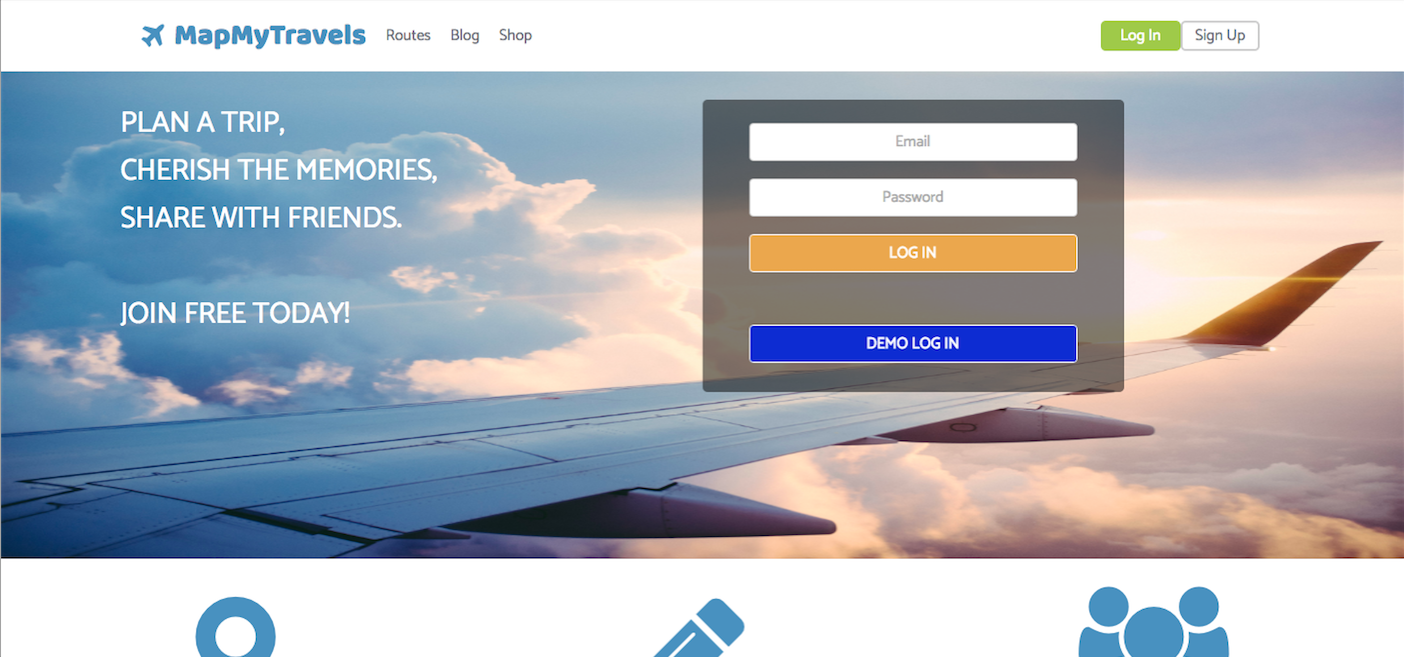 MapMyTravels
Routes
Blog
Shop
Log In
Sign Up
PLAN A TRIP,
CHERISH THE MEMORIES,
SHARE WITH FRIENDS.
JOIN FREE TODAY!
Email
Password
LOG IN
DEMO LOG IN